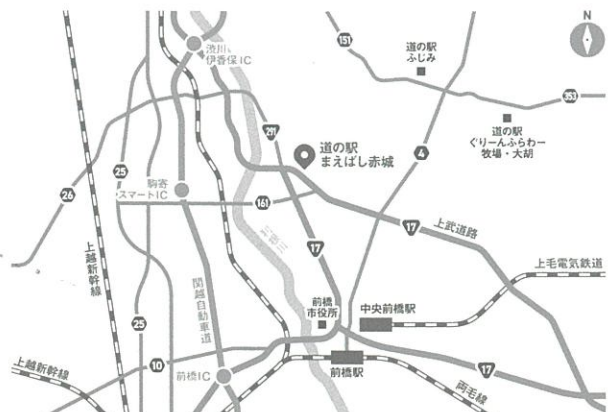 N
渋川・
伊香保IC
151
道の駅
ふじみ
353
道の駅
ぐりーんふらわー
牧場・大胡
291
道の駅
まえばし赤城
4
25
26
駒寄
スマートIC
161
17
上武道路
17
上越新幹線
利根川
関越自動車道
上毛電気鉄道
前橋
市役所
中央前橋駅
25
10
上越新幹線
前橋IC
前橋駅
17
両毛線